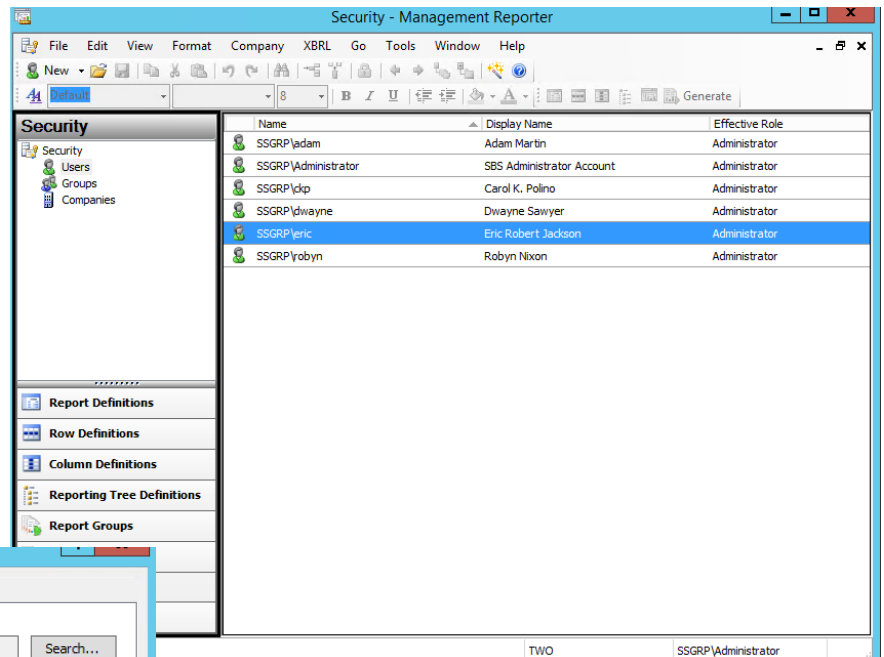 Security - Management Reporter
File Edit View Format Company XBRL Go Tools Window Help
New
Default 8 B I U A Generate
Security
Security
Users
Groups
Companies
Name Display Name Effective Role
SSGRP\adam Adam Martin Administrator
SSGRP\Administrator SBS Administrator Account Administrator
SSGRP\ckp Carol K. Polino Administrator
SSGRP\dwayne Dwayne Sawyer Administrator
SSGRP\eric Eric Robert Jackson Administrator
SSGRP\robyn Robyn Nixon Administrator
Report Definitions
Row Definitions
Column Definitions
Reporting Tree Definitions
Report Groups
Search...
TWO SSGRP\Administrator